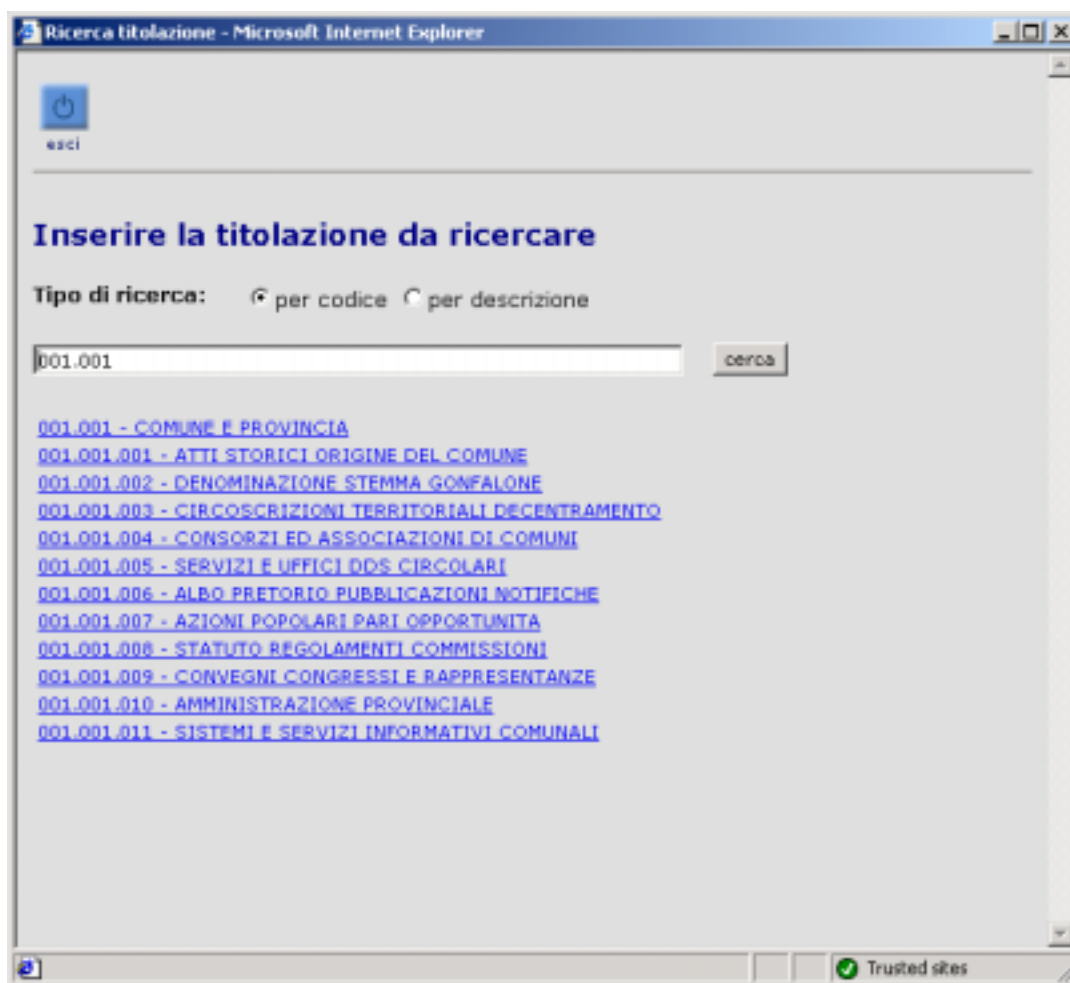 Ricerca titolazione - Microsoft Internet Explorer
esci
Inserire la titolazione da ricercare
Tipo di ricerca: per codice per descrizione
001.001 cerca
001.001 - COMUNE E PROVINCIA
001.001.001 - ATTI STORICI ORIGINE DEL COMUNE
001.001.002 - DENOMINAZIONE STEMMA GONFALONE
001.001.003 - CIRCOSCRIZIONI TERRITORIALI DECENTRAMENTO
001.001.004 - CONSORZI ED ASSOCIAZIONI DI COMUNI
001.001.005 - SERVIZI E UFFICI DDS CIRCOLARI
001.001.006 - ALBO PRETORIO PUBBLICAZIONI NOTIFICHE
001.001.007 - AZIONI POPOLARI PARI OPPORTUNITA
001.001.008 - STATUTO REGOLAMENTI COMMISSIONI
001.001.009 - CONVEGNI CONGRESSI E RAPPRESENTANZE
001.001.010 - AMMINISTRAZIONE PROVINCIALE
001.001.011 - SISTEMI E SERVIZI INFORMATIVI COMUNALI
Trusted sites